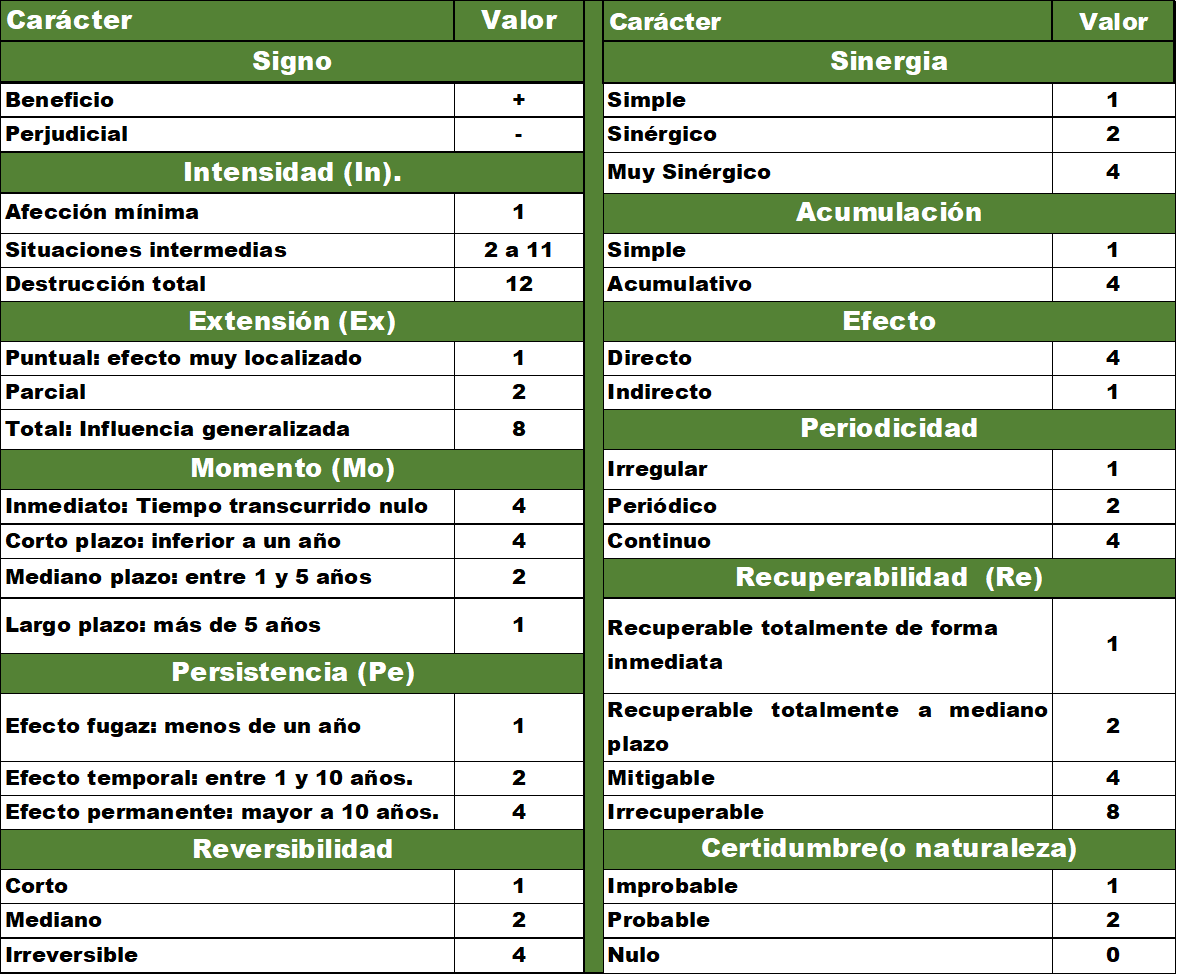 Carácter Valor
Signo
Beneficio +
Perjudicial -
Intensidad (In).
Afección mínima 1
Situaciones intermedias 2 a 11
Destrucción total 12
Extensión (Ex)
Puntual: efecto muy localizado 1
Parcial 2
Total: Influencia generalizada 8
Momento (Mo)
Inmediato: Tiempo transcurrido nulo 4
Corto plazo: inferior a un año 4
Mediano plazo: entre 1 y 5 años 2
Largo plazo: más de 5 años 1
Persistencia (Pe)
Efecto fugaz: menos de un año 1
Efecto temporal: entre 1 y 10 años. 2
Efecto permanente: mayor a 10 años. 4
Reversibilidad
Corto 1
Mediano 2
Irreversible 4
Carácter Valor
Sinergia
Simple 1
Sinérgico 2
Muy Sinérgico 4
Acumulación
Simple 1
Acumulativo 4
Efecto
Directo 4
Indirecto 1
Periodicidad
Irregular 1
Periódico 2
Continuo 4
Recuperabilidad (Re)
Recuperable totalmente de forma
inmediata 1
Recuperable totalmente a mediano
plazo 2
Mitigable 4
Irrecuperable 8
Certidumbre(o naturaleza)
Improbable 1
Probable 2
Nulo 0